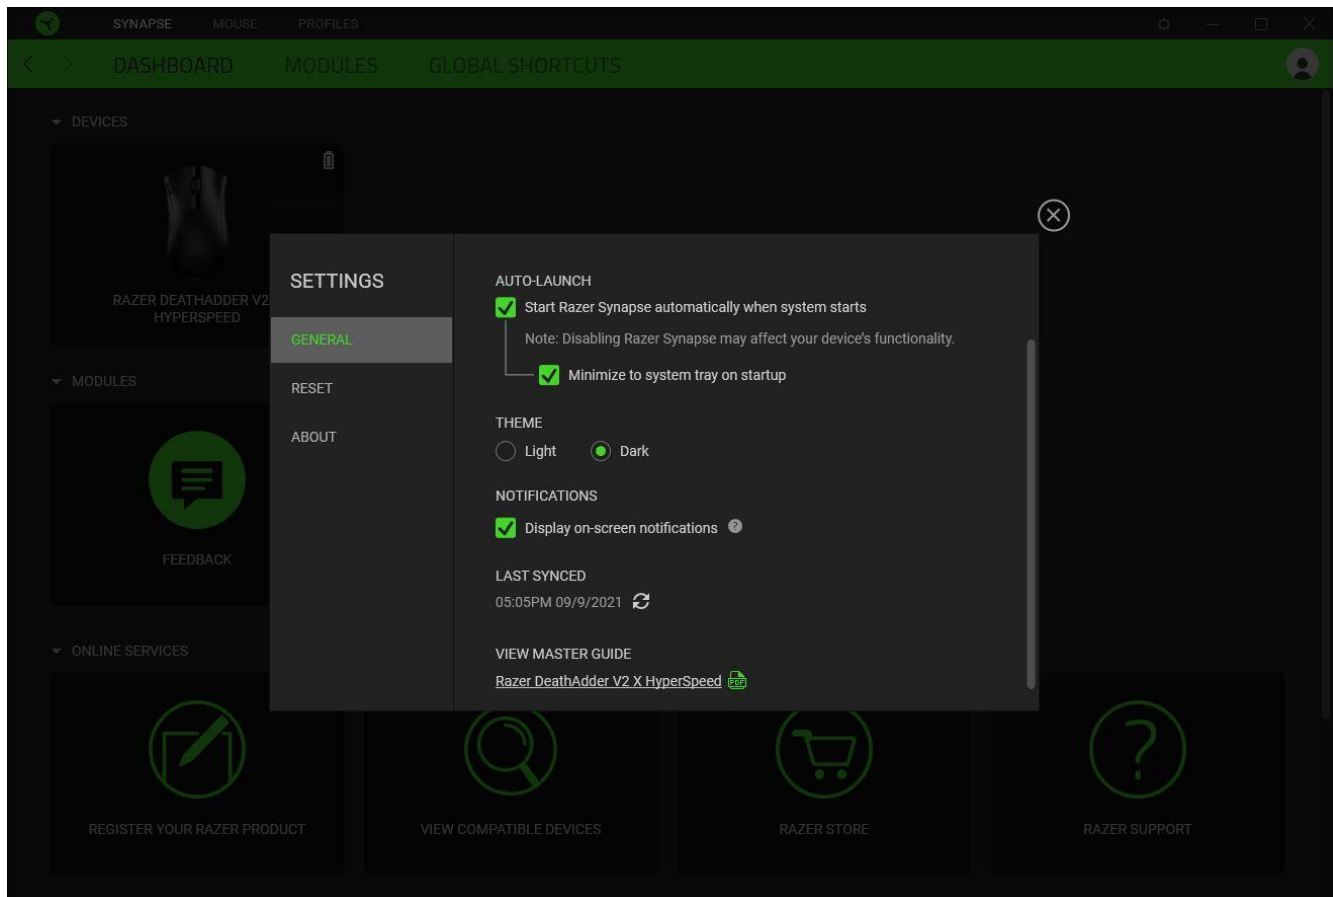 SYNAPSE MOUSE PROFILES
DASHBOARD MODULES GLOBAL SHORTCUTS
DEVICES
RAZER DEATHADDER V2
HYPERSPEED
MODULES
FEEDBACK
ONLINE SERVICES
REGISTER YOUR RAZER PRODUCT
VIEW COMPATIBLE DEVICES
RAZER STORE
RAZER SUPPORT
SETTINGS
GENERAL
RESET
ABOUT
AUTO-LAUNCH
Start Razer Synapse automatically when system starts
Note: Disabling Razer Synapse may affect your device's functionality.
Minimize to system tray on startup
THEME
Light Dark
NOTIFICATIONS
Display on-screen notifications ?
LAST SYNCED
05:05PM 09/9/2021
VIEW MASTER GUIDE
Razer DeathAdder V2 X HyperSpeed PDF